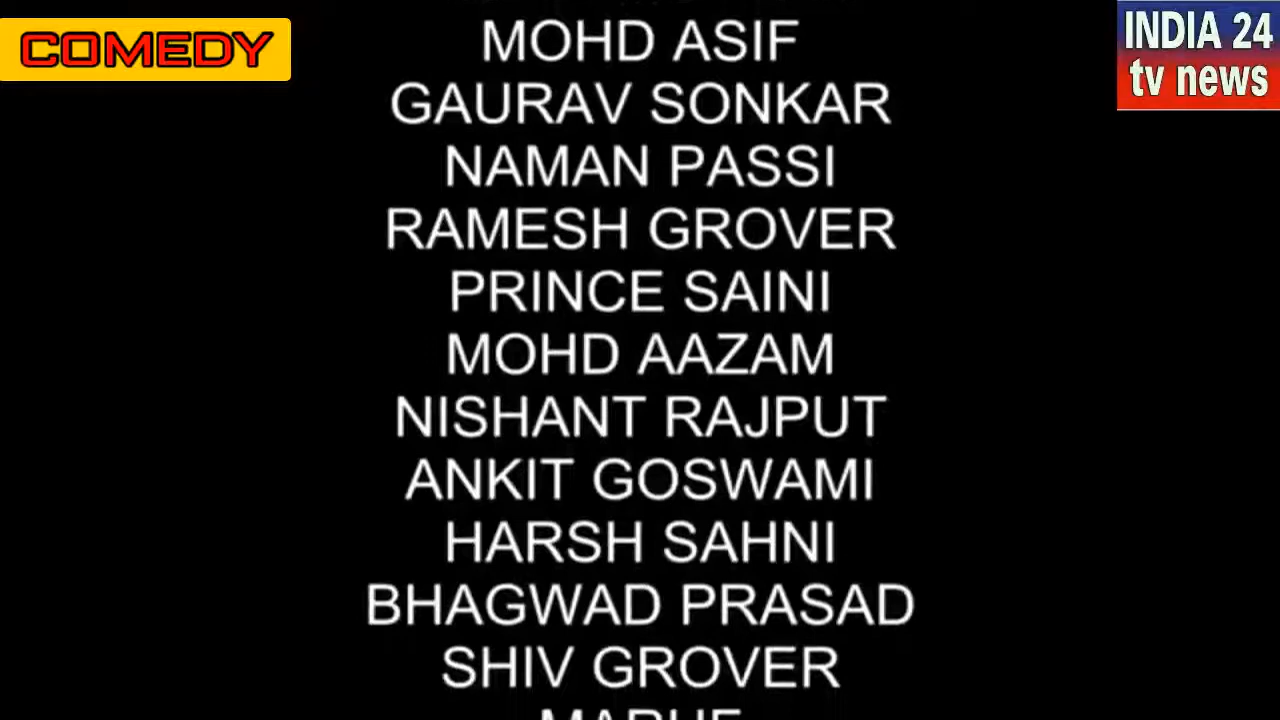 COMEDY
INDIA 24
tv news
MOHD ASIF
GAURAV SONKAR
NAMAN PASSI
RAMESH GROVER
PRINCE SAINI
MOHD AAZAM
NISHANT RAJPUT
ANKIT GOSWAMI
HARSH SAHNI
BHAGWAD PRASAD
SHIV GROVER